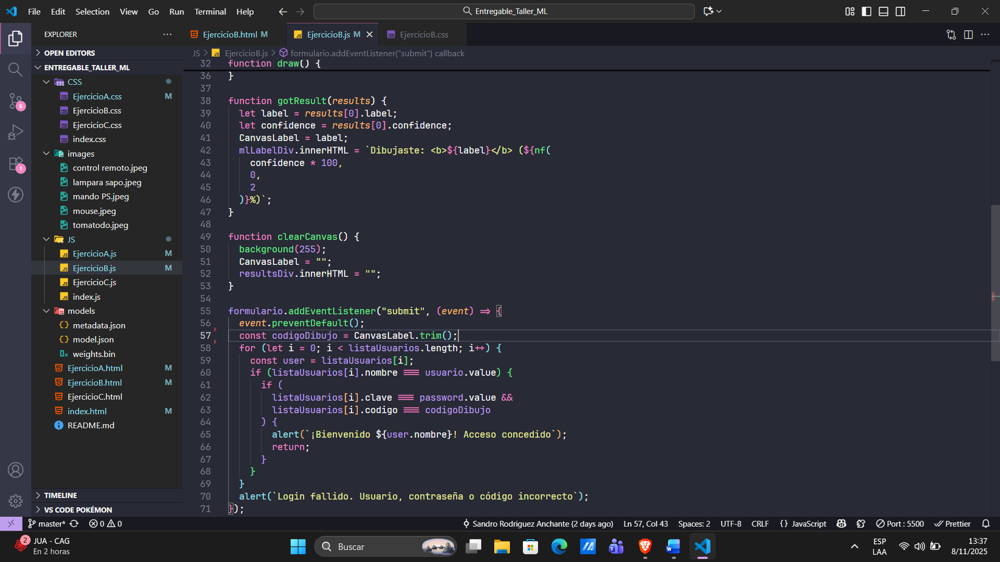 File Edit Selection View Go Run Terminal Help
Entregable_Taller_ML
EXPLORER
OPEN EDITORS
ENTREGABLE_TALLER_ML
CSS
EjercicioA.css M
EjercicioB.css
EjercicioC.css
index.css
images
control remoto.jpeg
lampara sapo.jpeg
mando PS.jpeg
mouse.jpeg
tomatodo.jpeg
JS
EjercicioA.js M
EjercicioB.js M
EjercicioC.js
index.js
models
metadata.json
model.json
weights.bin
EjercicioA.html M
EjercicioB.html M
EjercicioC.html
index.html M
README.md
TIMELINE
VS CODE POKÉMON
6
1
EjercicioB.html M EjercicioB.js M EjercicioB.css
JS > EjercicioB.js > formulario.addEventListener("submit") callback
32 function draw() {
36 }
37
38 function gotResult(results) {
39 let label = results[0].label;
40 let confidence = results[0].confidence;
41 CanvasLabel = label;
42 mlLabelDiv.innerHTML = `Dibujaste: <b>${label}</b> (${nf(
43 confidence * 100,
44 0,
45 2
46 )}%)`;
47 }
48
49 function clearCanvas() {
50 background(255);
51 CanvasLabel = "";
52 resultsDiv.innerHTML = "";
53 }
54
55 formulario.addEventListener("submit", (event) => {
56 event.preventDefault();
57 const codigoDibujo = CanvasLabel.trim();
58 for (let i = 0; i < listaUsuarios.length; i++) {
59 const user = listaUsuarios[i];
60 if (listaUsuarios[i].nombre === usuario.value) {
61 if (
62 listaUsuarios[i].clave === password.value &&
63 listaUsuarios[i].codigo === codigoDibujo
64 ) {
65 alert(`¡Bienvenido ${user.nombre}! Acceso concedido`);
66 return;
67 }
68 }
69 }
70 alert(`Login fallido. Usuario, contraseña o código incorrecto`);
71 });
master* 0 0 Sandro Rodriguez Anchante (2 days ago) Ln 57, Col 43 Spaces: 2 UTF-8 CRLF {} JavaScript Port : 5500 Prettier
2 JUA - CAG
En 2 horas
Buscar
ESP
LAA
13:37
8/11/2025